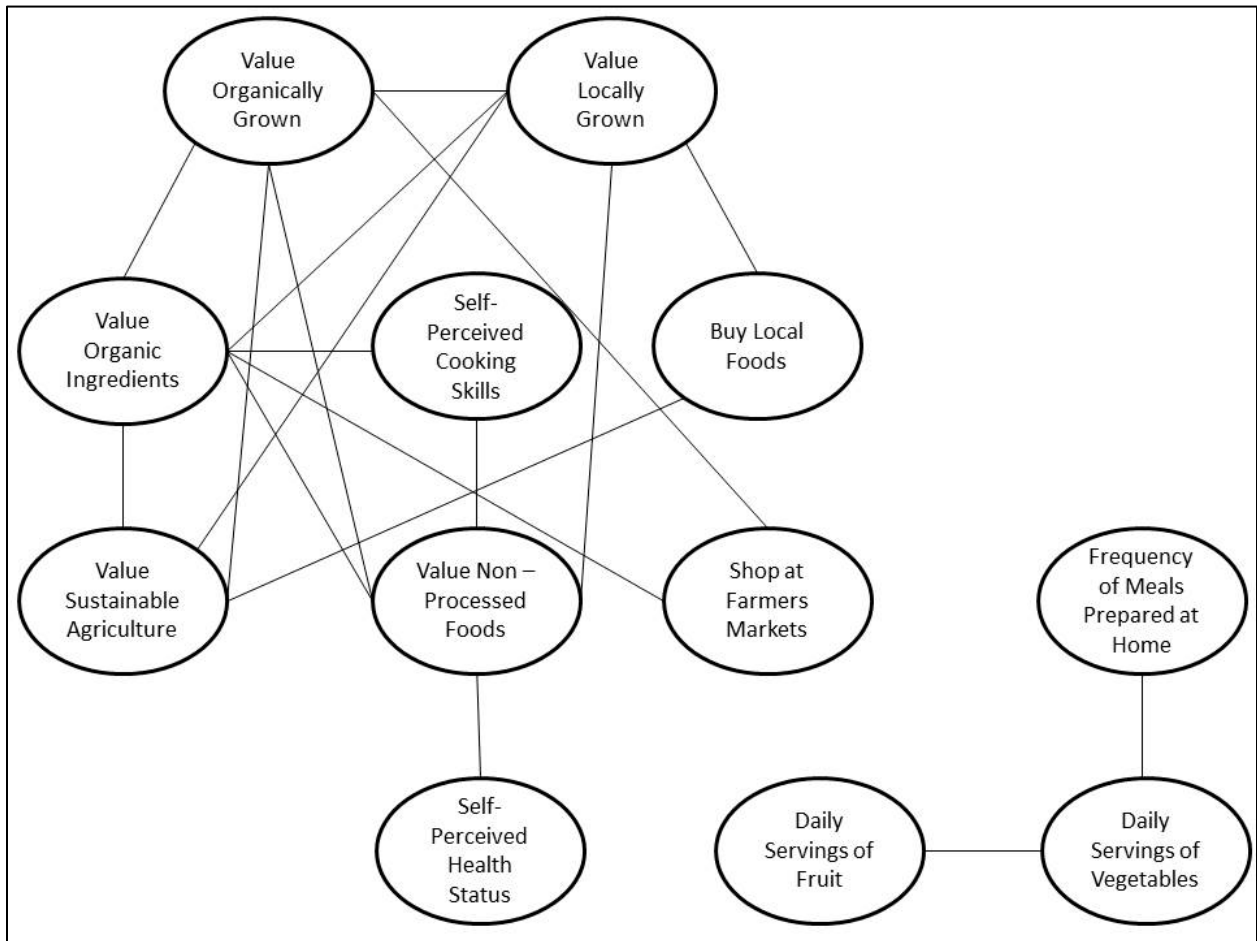 Value
Organically
Grown
Value
Locally
Grown
Value
Organic
Ingredients
Self-
Perceived
Cooking
Skills
Buy Local
Foods
Value
Sustainable
Agriculture
Value Non –
Processed
Foods
Shop at
Farmers
Markets
Frequency
of Meals
Prepared at
Home
Self-
Perceived
Health
Status
Daily
Servings of
Fruit
Daily
Servings of
Vegetables